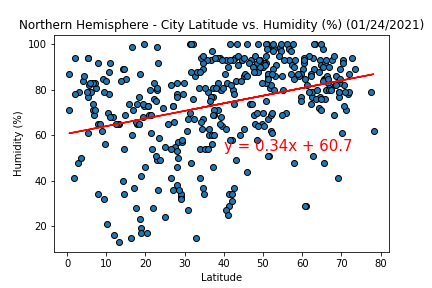 Northern Hemisphere - City Latitude vs. Humidity (%) (01/24/2021)
100
80
60
40
20
Humidity (%)
y = 0.34x + 60.7
0 10 20 30 40 50 60 70 80
Latitude